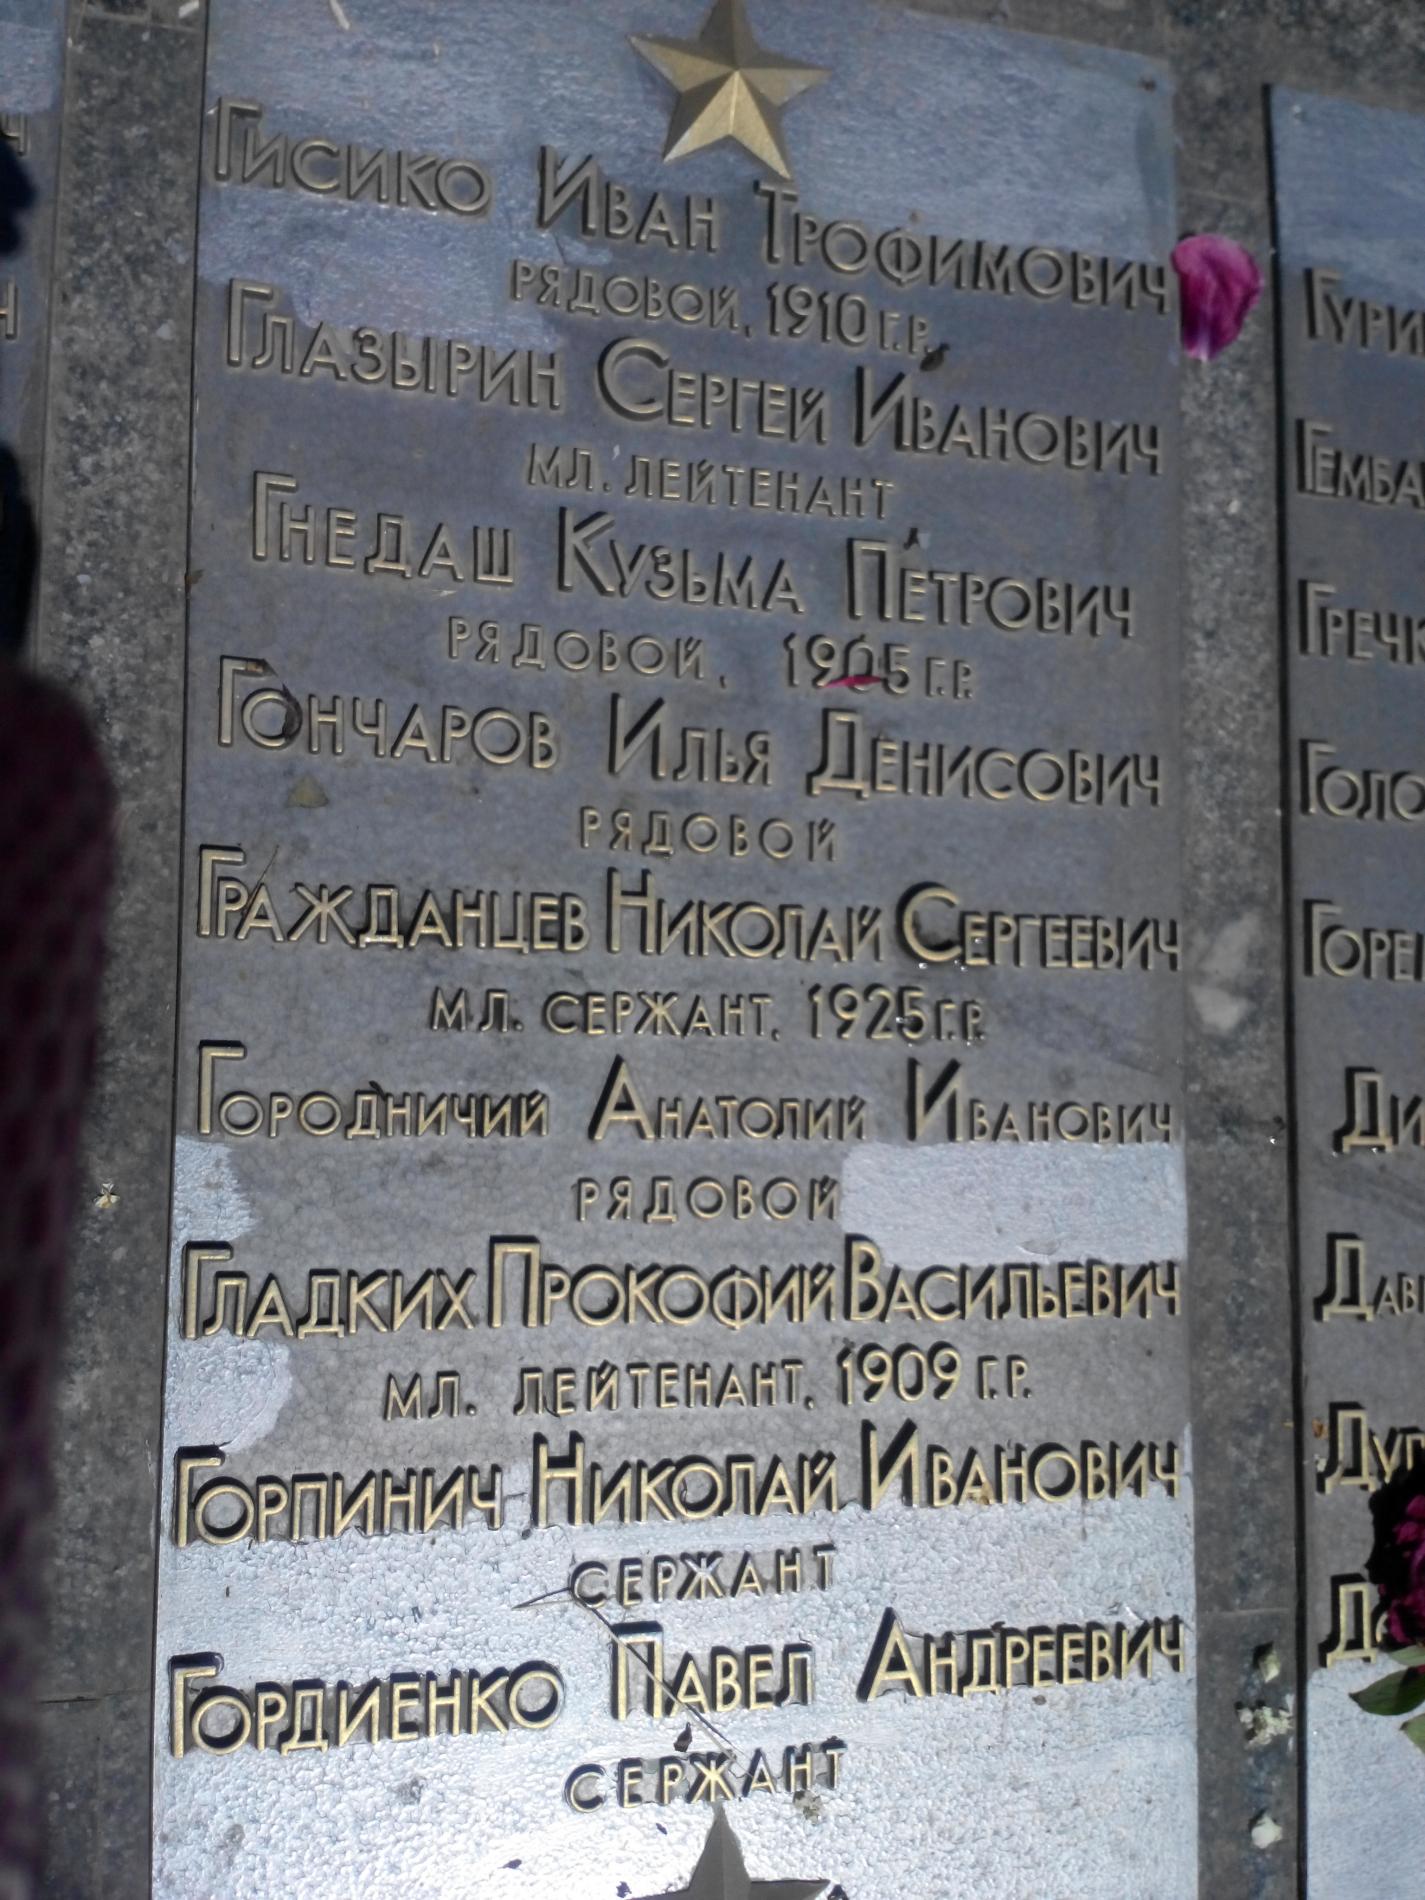 Гисико Иван Трофимович
рядовой, 1910 г.р.
Глазырин Сергей Иванович
мл. лейтенант
Гнедаш Кузьма Петрович
рядовой, 1905 г.р.
Гончаров Илья Денисович
рядовой
Гражданцев Николай Сергеевич
мл. сержант, 1925 г.р.
Городничий Анатолий Иванович
рядовой
Гладких Прокофий Васильевич
мл. лейтенант, 1909 г.р.
Горпинич Николай Иванович
сержант
Гордиенко Павел Андреевич
сержант